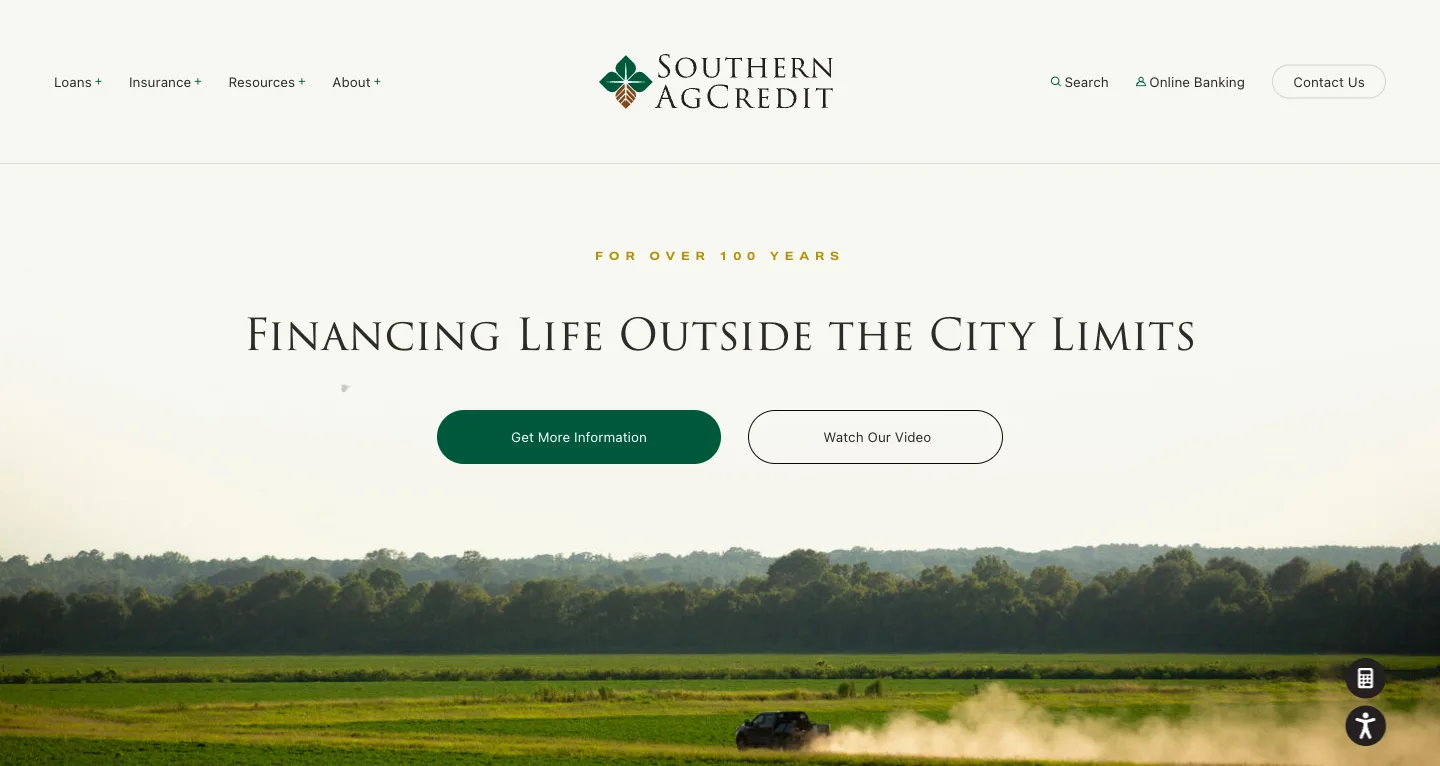 Loans +
Insurance +
Resources +
About +
SOUTHERN
AGCREDIT
Search
Online Banking
Contact Us
FOR OVER 100 YEARS
FINANCING LIFE OUTSIDE THE CITY LIMITS
Get More Information
Watch Our Video